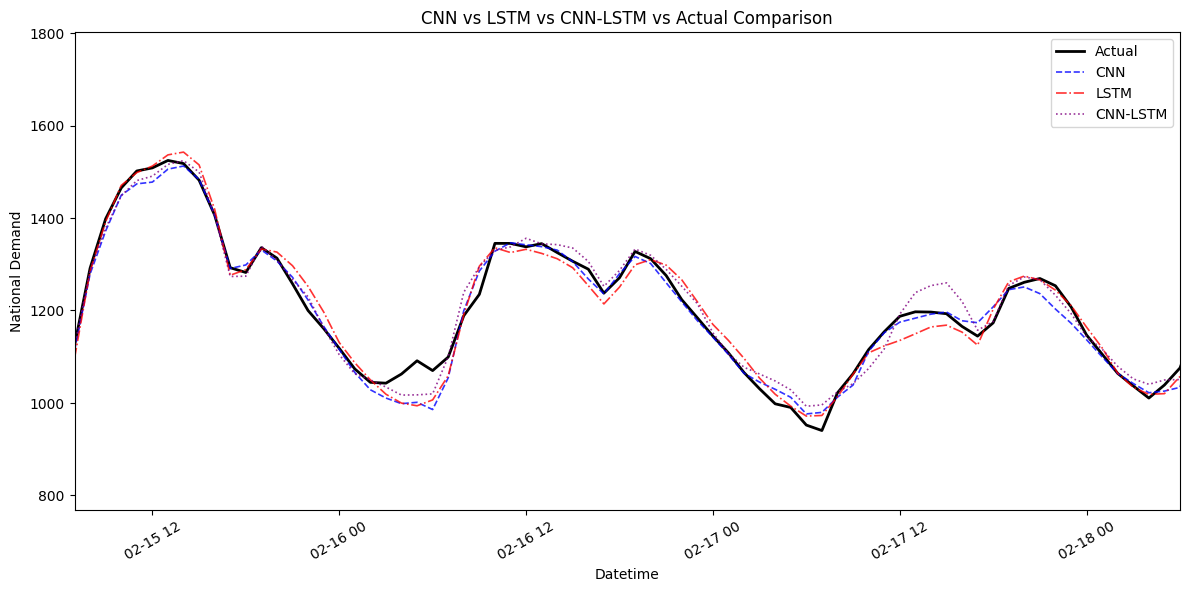 CNN vs LSTM vs CNN-LSTM vs Actual Comparison
Actual
CNN
LSTM
CNN-LSTM
National Demand
1800
1600
1400
1200
1000
800
02-15 12
02-16 00
02-16 12
02-17 00
02-17 12
02-18 00
Datetime